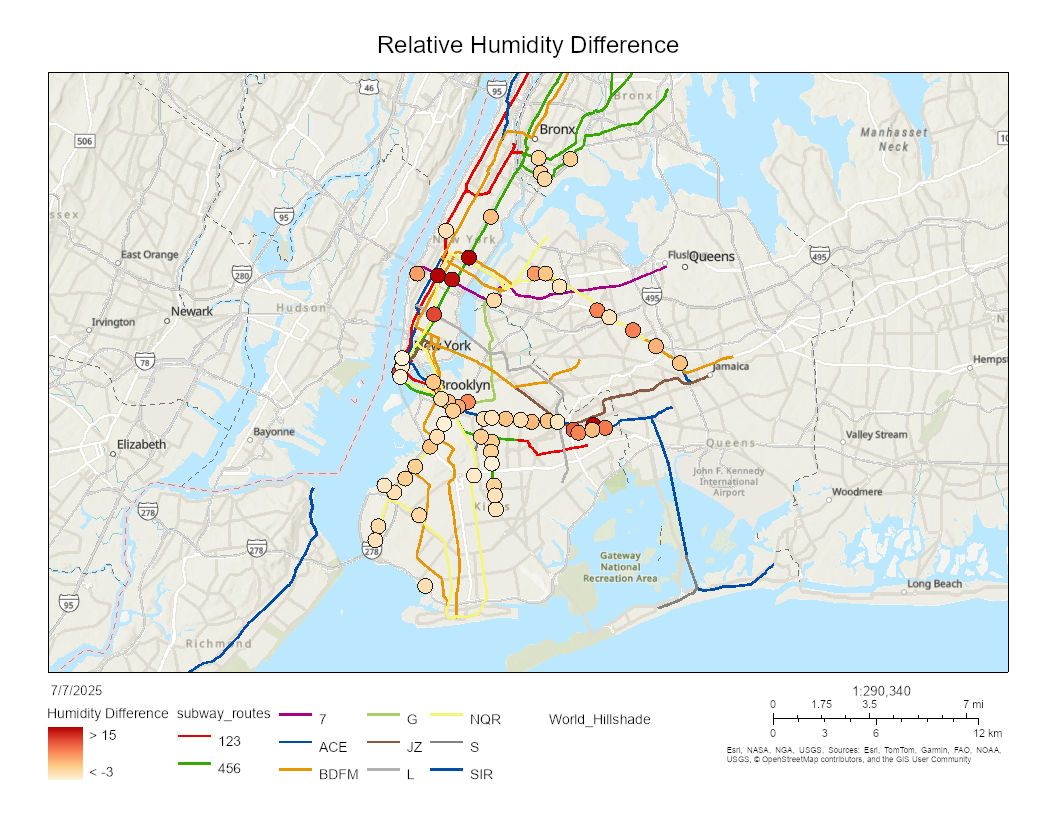 Relative Humidity Difference
46
95
Bronx
Bronx
506
Manhasset
Neck
95
East Orange
New York
Queens
495
280
495
Hudson
Newark
Irvington
78
Jamaica
Brooklyn
Bayonne
Elizabeth
Queens
Valley Stream
John F. Kennedy
International
Airport
278
Woodmere
278
278
Gateway
National
Recreation Area
Long Beach
95
Richmond
7/7/2025
1:290,340
Humidity Difference
> 15
< -3
subway_routes
123
456
7
ACE
BDFM
G
JZ
L
NQR
S
SIR
World_Hillshade
0 1.75 3.5 7 mi
0 3 6 12 km
Esri, NASA, NGA, USGS, Sources: Esri, TomTom, Garmin, FAO, NOAA,
USGS, © OpenStreetMap contributors, and the GIS User Community